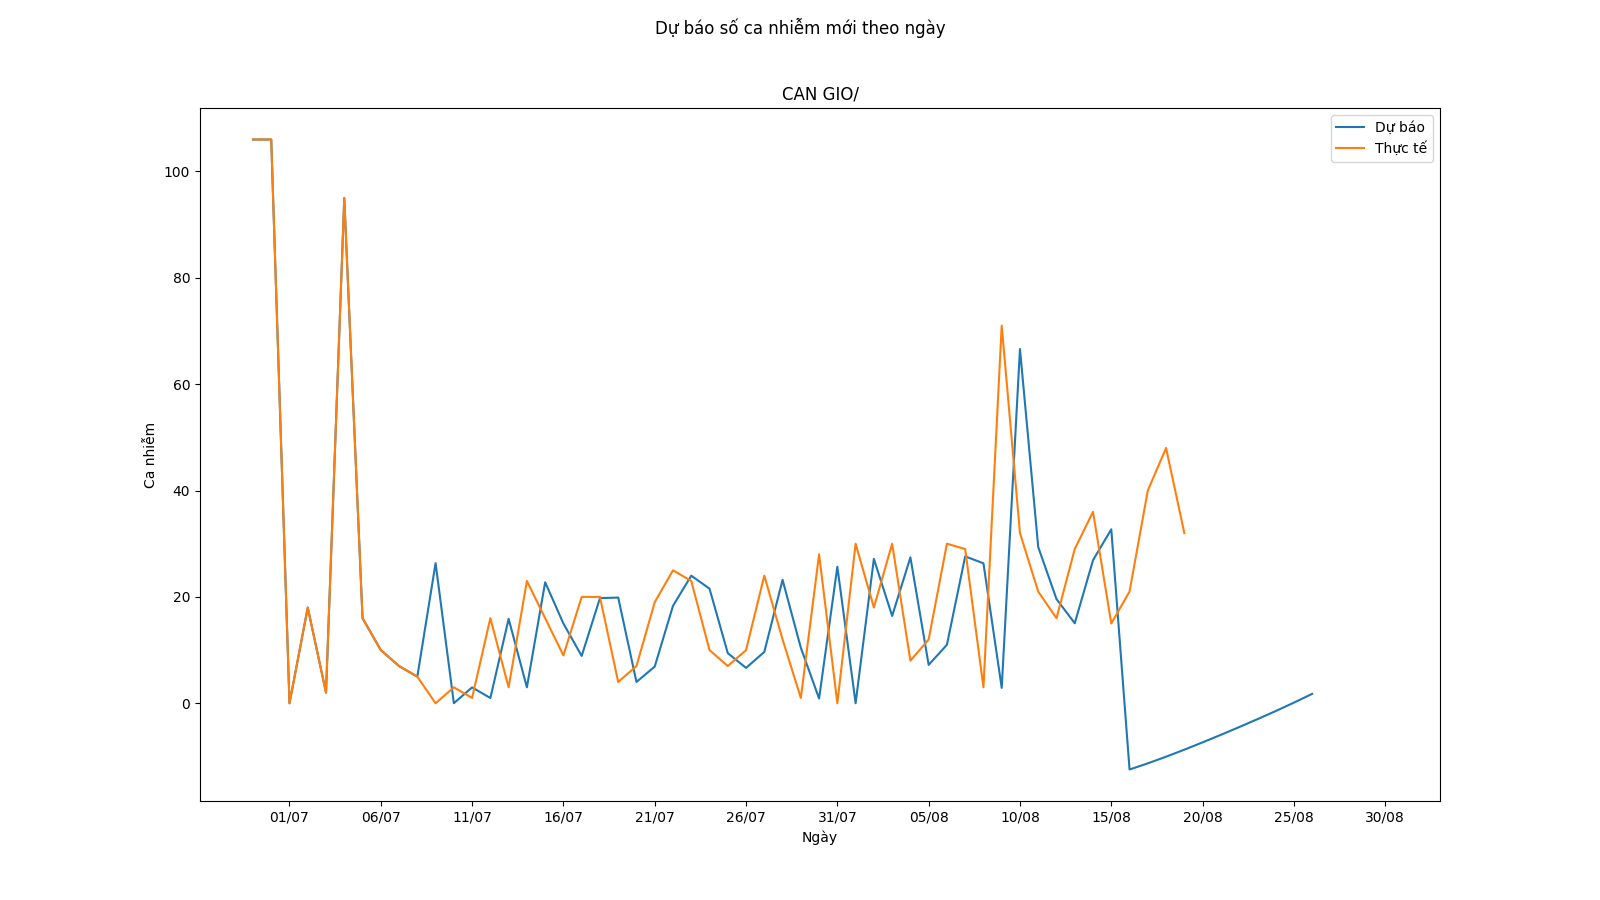 Dự báo số ca nhiễm mới theo ngày
CAN GIO/
Dự báo
Thực tế
100
80
60
40
20
0
Ca nhiễm
01/07 06/07 11/07 16/07 21/07 26/07 31/07 05/08 10/08 15/08 20/08 25/08 30/08
Ngày